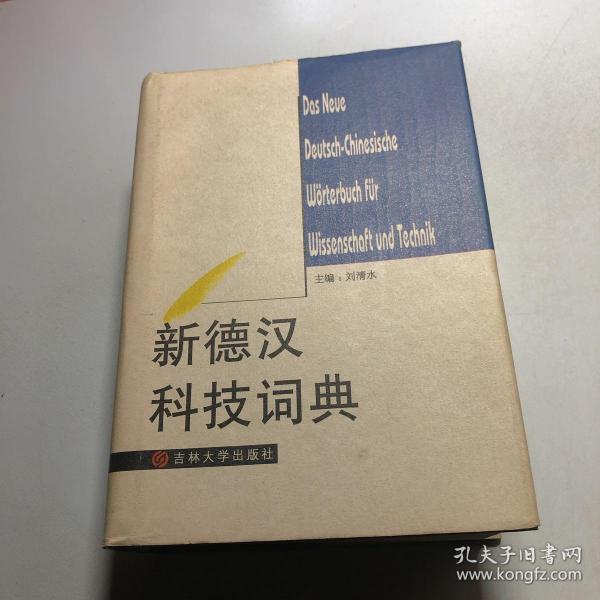 Das Neue
Deutsch-Chinesische
Wörterbuch für
Wissenschaft und Technik
主编：刘清水
新德汉
科技词典
吉林大学出版社
孔夫子旧书网
www.kongfz.com